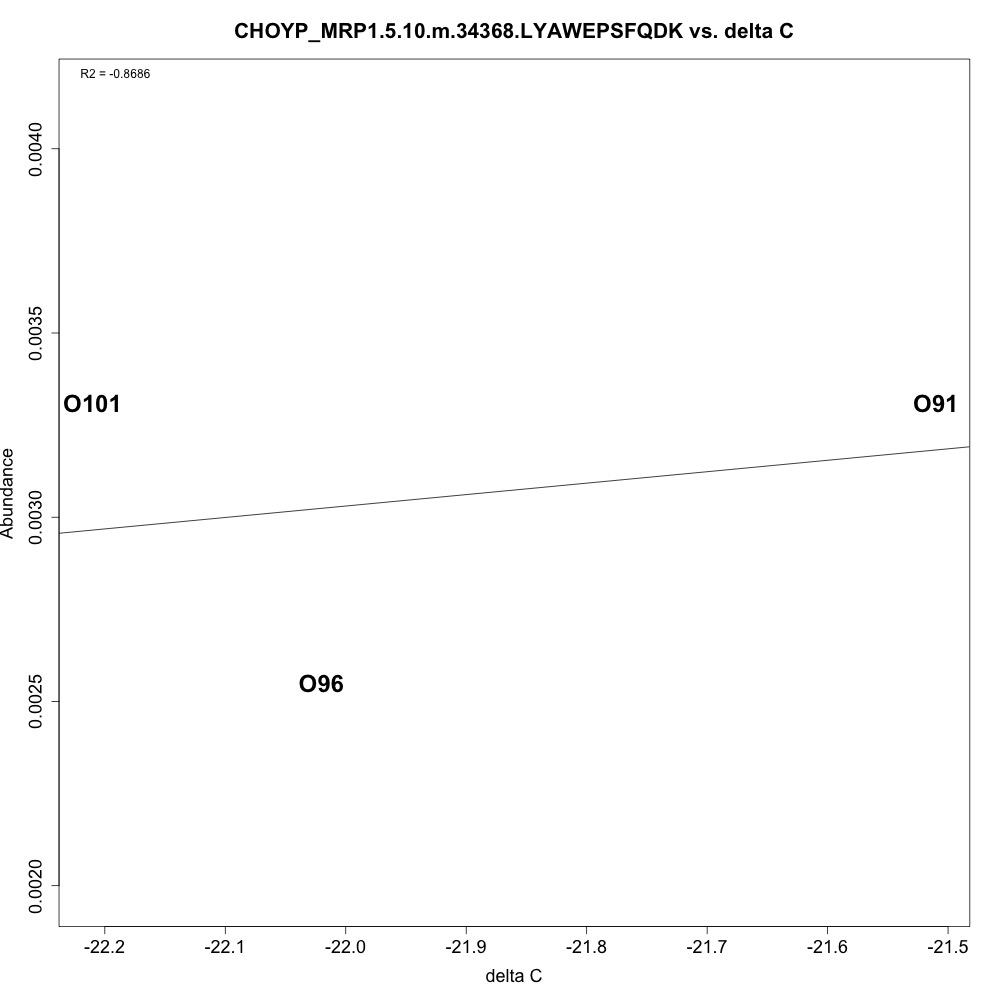 CHOYP_MRP1.5.10.m.34368.LYAWEPSFQDK vs. delta C
R2 = -0.8686
0.0040
0.0035
0.0030
0.0025
0.0020
Abundance
O101
O91
O96
-22.2
-22.1
-22.0
-21.9
-21.8
-21.7
-21.6
-21.5
delta C